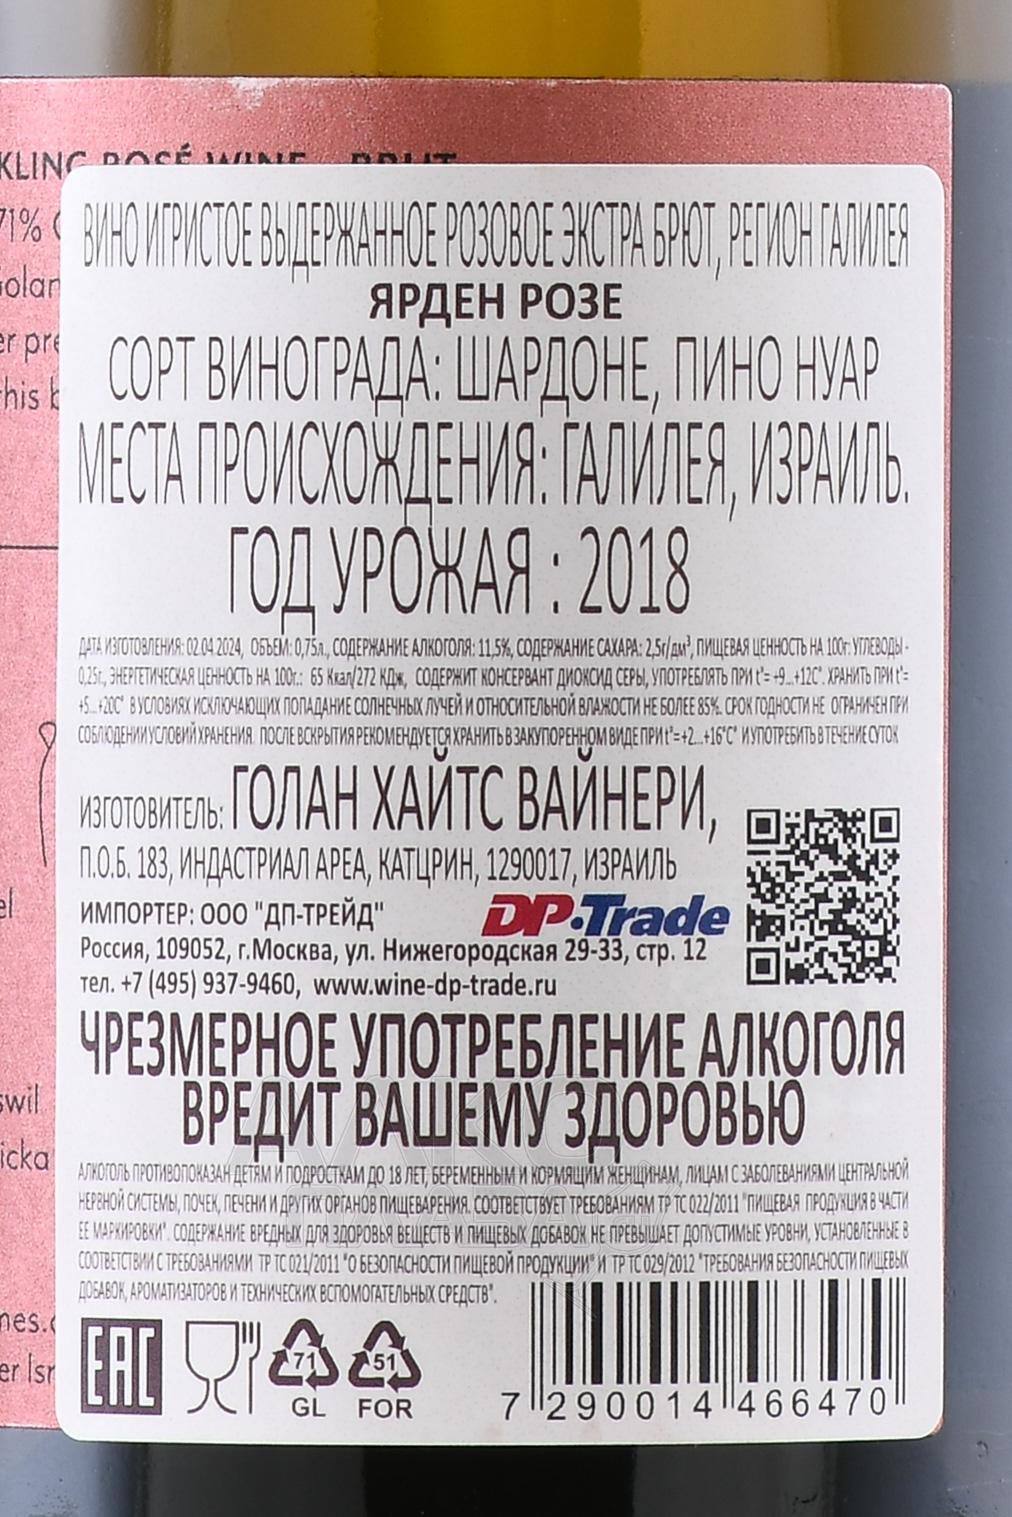 KLING ROSÉ WINE - BRUT
71%
ВИНО ИГРИСТОЕ ВЫДЕРЖАННОЕ РОЗОВОЕ ЭКСТРА БРЮТ, РЕГИОН ГАЛИЛЕЯ
ЯРДЕН РОЗЕ
er pre
СОРТ ВИНОГРАДА: ШАРДОНЕ, ПИНО НУАР
this b
МЕСТА ПРОИСХОЖДЕНИЯ: ГАЛИЛЕЯ, ИЗРАИЛЬ.
ГОД УРОЖАЯ : 2018
ДАТА ИЗГОТОВЛЕНИЯ: 02.04 2024, ОБЪЕМ: 0,75л., СОДЕРЖАНИЕ АЛКОГОЛЯ: 11,5%, СОДЕРЖАНИЕ САХАРА: 2,5г/дм³, ПИЩЕВАЯ ЦЕННОСТЬ НА 100г: УГЛЕВОДЫ -
0,25г., ЭНЕРГЕТИЧЕСКАЯ ЦЕННОСТЬ НА 100г.: 65 Ккал/272 КДж, СОДЕРЖИТ КОНСЕРВАНТ ДИОКСИД СЕРЫ, УПОТРЕБЛЯТЬ ПРИ t°= +9...+12С°. ХРАНИТЬ ПРИ t°=
+5...+20С° В УСЛОВИЯХ ИСКЛЮЧАЮЩИХ ПОПАДАНИЕ СОЛНЕЧНЫХ ЛУЧЕЙ И ОТНОСИТЕЛЬНОЙ ВЛАЖОСТИ НЕ БОЛЕЕ 85%. СРОК ГОДНОСТИ НЕ ОГРАНИЧЕН ПРИ
СОБЛЮДЕНИИ УСЛОВИЙ ХРАНЕНИЯ. ПОСЛЕ ВСКРЫТИЯ РЕКОМЕНДУЕТСЯ ХРАНИТЬ В ЗАКУПОРЕННОМ ВИДЕ ПРИ t°= +2...+16°С° И УПОТРЕБИТЬ В ТЕЧЕНИЕ СУТОК
ИЗГОТОВИТЕЛЬ: ГОЛАН ХАЙТС ВАЙНЕРИ,
П.О.Б. 183, ИНДАСТРИАЛ АРЕА, КАТЦРИН, 1290017, ИЗРАИЛЬ
ИМПОРТЕР: ООО "ДП-ТРЕЙД" DP·Trade
Россия, 109052, г.Москва, ул. Нижегородская 29-33, стр. 12
тел. +7 (495) 937-9460, www.wine-dp-trade.ru
ЧРЕЗМЕРНОЕ УПОТРЕБЛЕНИЕ АЛКОГОЛЯ
ВРЕДИТ ВАШЕМУ ЗДОРОВЬЮ
swil
icka
АЛКОГОЛЬ ПРОТИВОПОКАЗАН ДЕТЯМ И ПОДРОСТКАМ ДО 18 ЛЕТ, БЕРЕМЕННЫМ И КОРМЯЩИМ ЖЕНЩИНАМ, ЛИЦАМ С ЗАБОЛЕВАНИЯМИ ЦЕНТРАЛЬНОЙ
НЕРВНОЙ СИСТЕМЫ, ПОЧЕК, ПЕЧЕНИ И ДРУГИХ ОРГАНОВ ПИЩЕВАРЕНИЯ. СООТВЕТСТВУЕТ ТРЕБОВАНИЯМ ТР ТС 022/2011 "ПИЩЕВАЯ ПРОДУКЦИЯ В ЧАСТИ
ЕЕ МАРКИРОВКИ". СОДЕРЖАНИЕ ВРЕДНЫХ ДЛЯ ЗДОРОВЬЯ ВЕЩЕСТВ И ПИЩЕВЫХ ДОБАВОК НЕ ПРЕВЫШАЕТ ДОПУСТИМЫЕ УРОВНИ, УСТАНОВЛЕННЫЕ В
СООТВЕТСТВИИ С ТРЕБОВАНИЯМИ ТР ТС 021/2011 "О БЕЗОПАСНОСТИ ПИЩЕВОЙ ПРОДУКЦИИ" И ТР ТС 029/2012 "ТРЕБОВАНИЯ БЕЗОПАСНОСТИ ПИЩЕВЫХ
ДОБАВОК, АРОМАТИЗАТОРОВ И ТЕХНИЧЕСКИХ ВСПОМОГАТЕЛЬНЫХ СРЕДСТВ".
er Isr
EAC 71 51
GL FOR
7 290014 466470